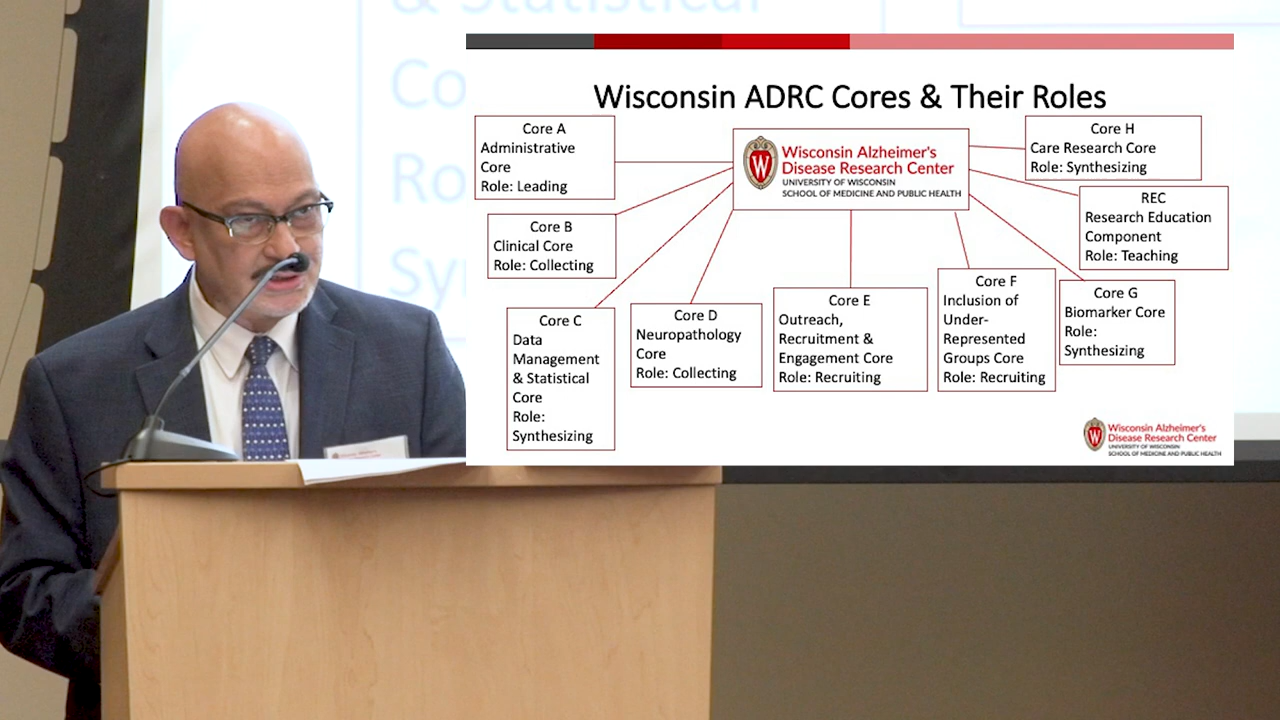 & Statistical
Co
Ro
Sy
Wisconsin ADRC Cores & Their Roles
Core A
Administrative
Core
Role: Leading
Core B
Clinical Core
Role: Collecting
Core C
Data
Management
& Statistical
Core
Role:
Synthesizing
Core D
Neuropathology
Core
Role: Collecting
Core E
Outreach,
Recruitment &
Engagement Core
Role: Recruiting
Core F
Inclusion of
Under-
Represented
Groups Core
Role: Recruiting
Core G
Biomarker Core
Role:
Synthesizing
REC
Research Education
Component
Role: Teaching
Core H
Care Research Core
Role: Synthesizing
W
Wisconsin Alzheimer's
Disease Research Center
UNIVERSITY OF WISCONSIN
SCHOOL OF MEDICINE AND PUBLIC HEALTH
W
Wisconsin Alzheimer's
Disease Research Center
UNIVERSITY OF WISCONSIN
SCHOOL OF MEDICINE AND PUBLIC HEALTH